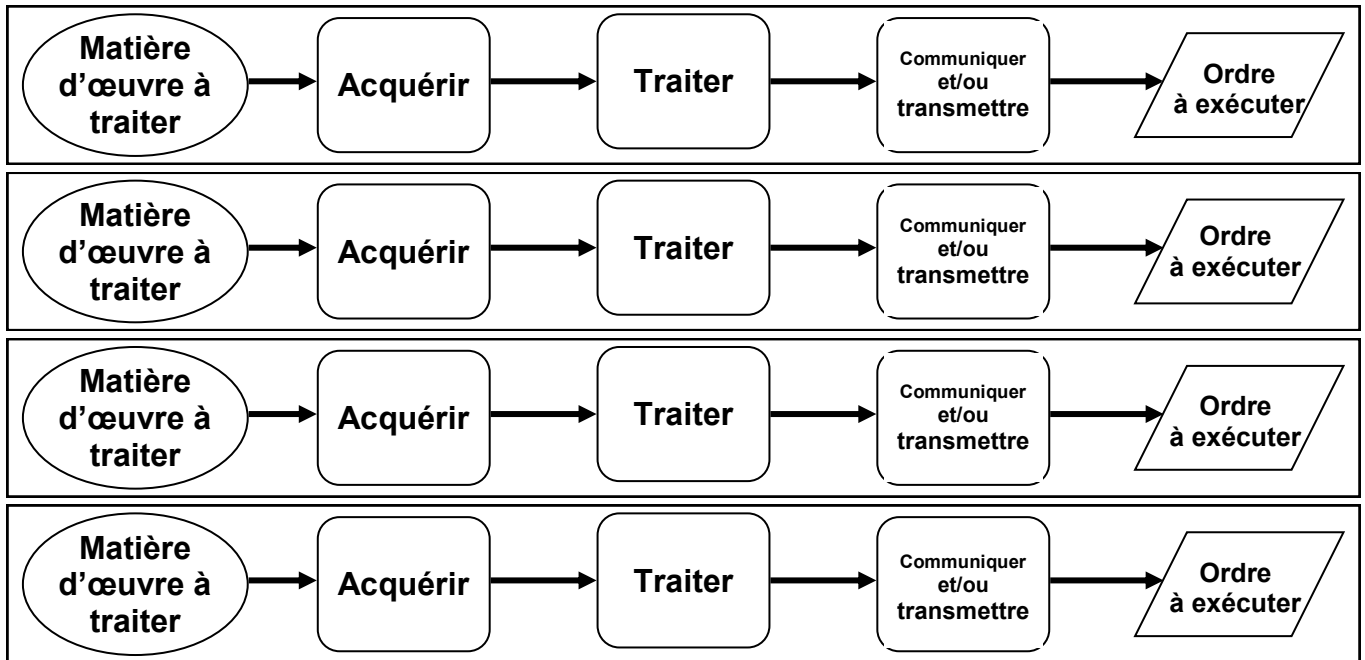 Matière
d’œuvre à
traiter
Acquérir
Traiter
Communiquer
et/ou
transmettre
Ordre
à exécuter
Matière
d’œuvre à
traiter
Acquérir
Traiter
Communiquer
et/ou
transmettre
Ordre
à exécuter
Matière
d’œuvre à
traiter
Acquérir
Traiter
Communiquer
et/ou
transmettre
Ordre
à exécuter
Matière
d’œuvre à
traiter
Acquérir
Traiter
Communiquer
et/ou
transmettre
Ordre
à exécuter